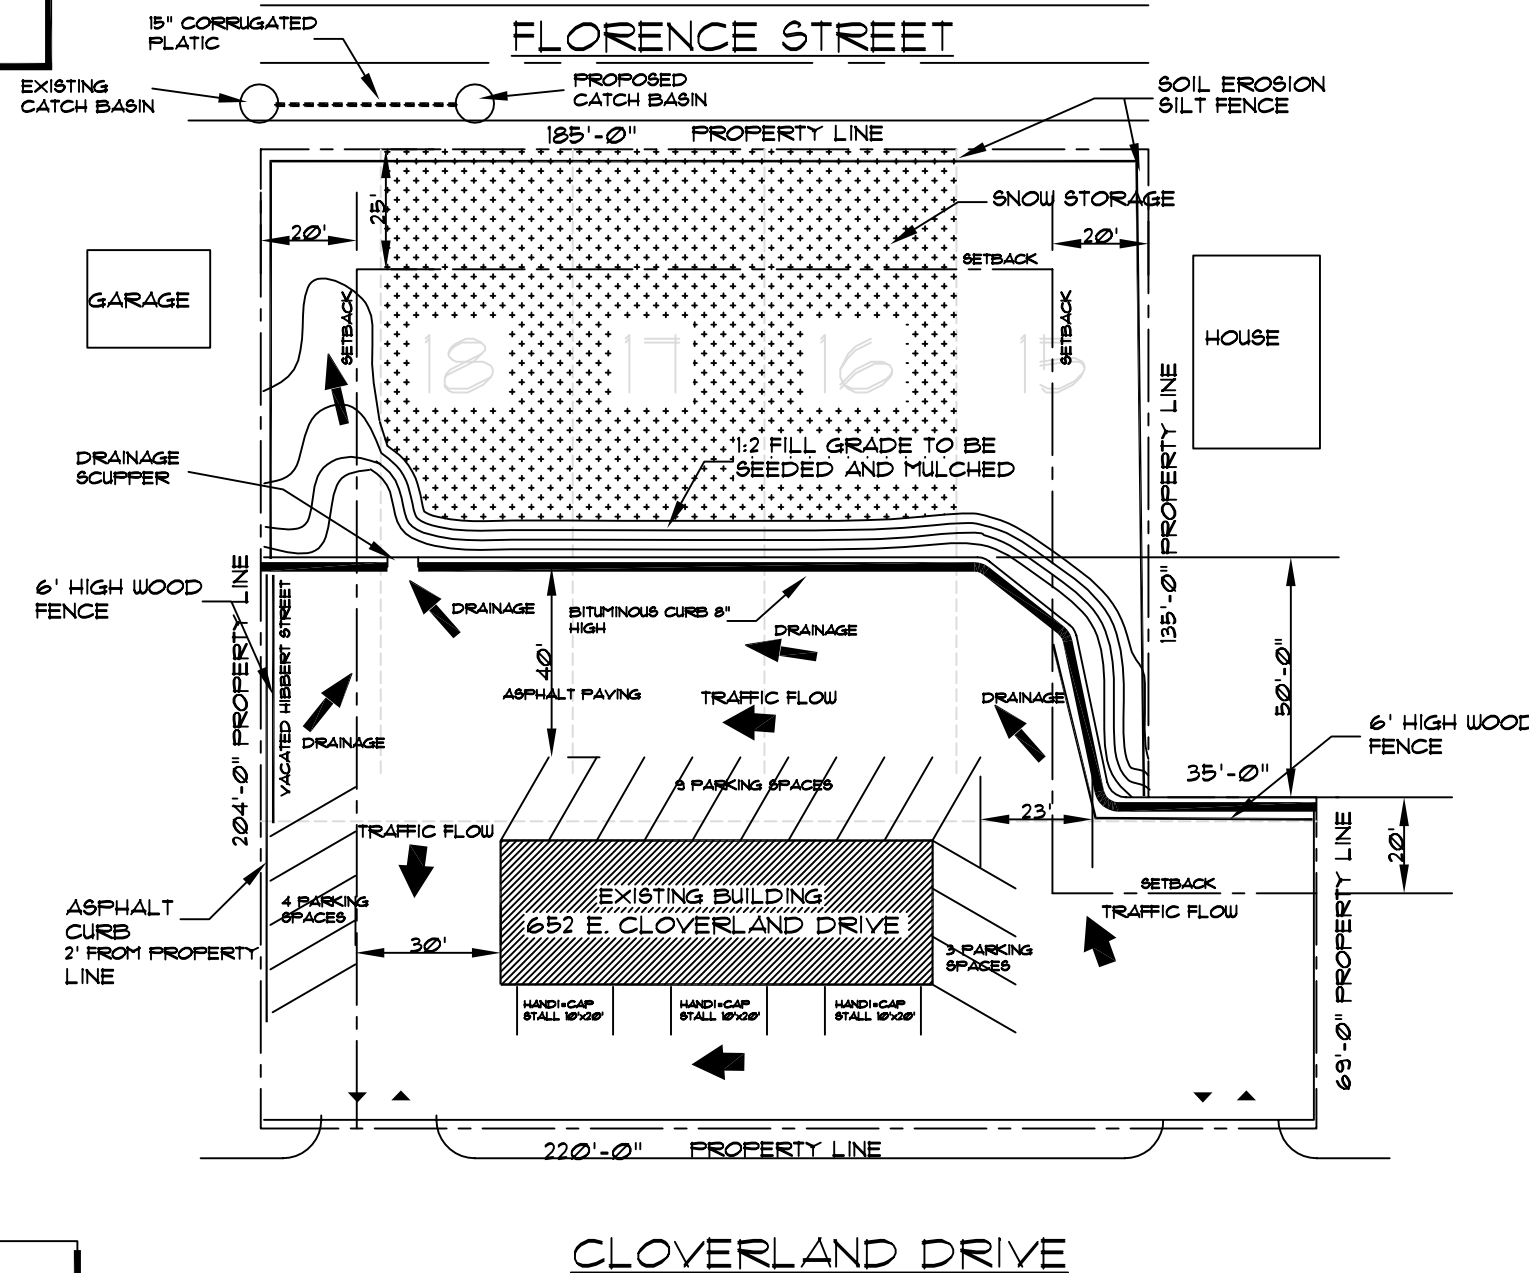 15" CORRUGATED
PLATIC
FLORENCE STREET
EXISTING
CATCH BASIN
PROPOSED
CATCH BASIN
SOIL EROSION
SILT FENCE
185'-0" PROPERTY LINE
25'
SNOW STORAGE
20'
20'
SETBACK
GARAGE
SETBACK
SETBACK
HOUSE
18 17 16 15
135'-0" PROPERTY LINE
1:2 FILL GRADE TO BE
SEEDED AND MULCHED
DRAINAGE
SCUPPER
6' HIGH WOOD
FENCE
204'-0" PROPERTY LINE
VACATED HIBBERT STREET
DRAINAGE
BITUMINOUS CURB 8"
HIGH
DRAINAGE
40'
ASPHALT PAVING
TRAFFIC FLOW
DRAINAGE
50'-0"
6' HIGH WOOD
FENCE
DRAINAGE
35'-0"
9 PARKING SPACES
23'
TRAFFIC FLOW
20'
69'-0" PROPERTY LINE
SETBACK
EXISTING BUILDING
652 E. CLOVERLAND DRIVE
4 PARKING
SPACES
TRAFFIC FLOW
ASPHALT
CURB
2' FROM PROPERTY
LINE
30'
3 PARKING
SPACES
HANDI-CAP
STALL 10'x20'
HANDI-CAP
STALL 10'x20'
HANDI-CAP
STALL 10'x20'
220'-0" PROPERTY LINE
CLOVERLAND DRIVE